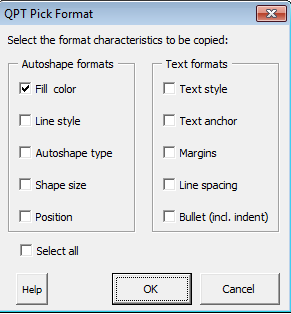 QPT Pick Format
Select the format characteristics to be copied:
Autoshape formats
Fill color
Line style
Autoshape type
Shape size
Position
Text formats
Text style
Text anchor
Margins
Line spacing
Bullet (incl. indent)
Select all
Help
OK
Cancel